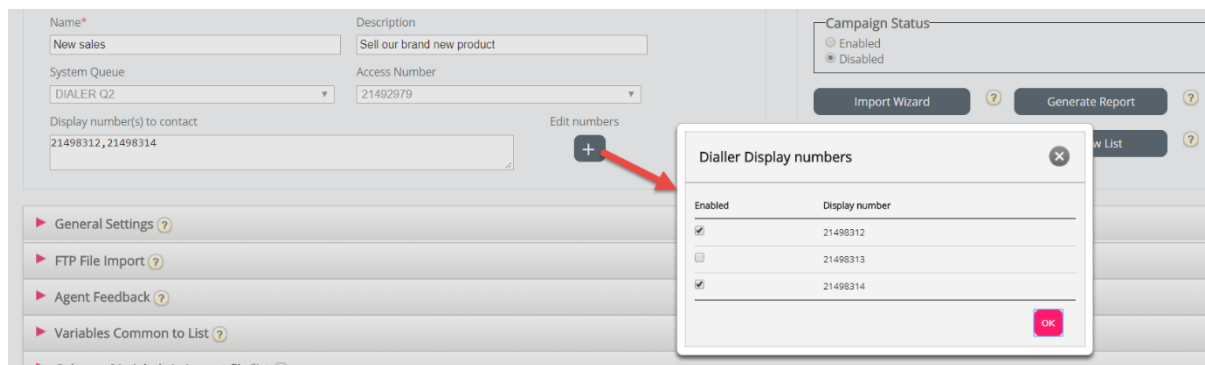 Name*
Description
New sales
Sell our brand new product
System Queue
Access Number
DIALER Q2
21492979
Display number(s) to contact
Edit numbers
21498312,21498314
+
Campaign Status
Enabled
Disabled
Import Wizard
?
Generate Report
?
w List
?
Dialler Display numbers
Enabled
Display number
21498312
21498313
21498314
OK
General Settings ?
FTP File Import ?
Agent Feedback ?
Variables Common to List ?